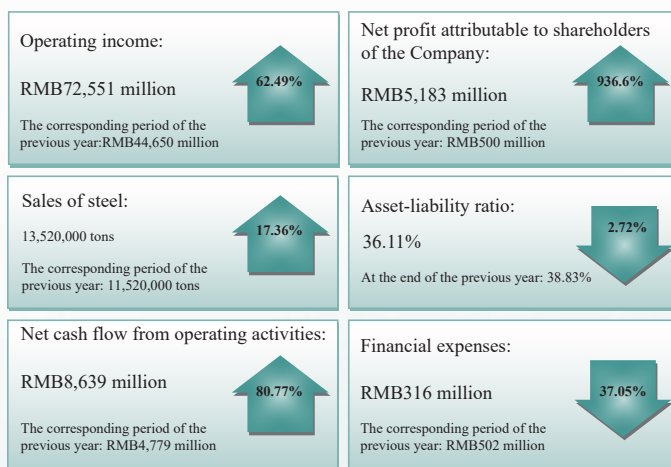 Operating income:
RMB72,551 million
62.49%
The corresponding period of the
previous year:RMB44,650 million
Net profit attributable to shareholders
of the Company:
RMB5,183 million
936.6%
The corresponding period of the
previous year: RMB500 million
Sales of steel:
13,520,000 tons
17.36%
The corresponding period of the
previous year: 11,520,000 tons
Asset-liability ratio:
36.11%
2.72%
At the end of the previous year: 38.83%
Net cash flow from operating activities:
RMB8,639 million
80.77%
The corresponding period of the
previous year: RMB4,779 million
Financial expenses:
RMB316 million
37.05%
The corresponding period of the
previous year: RMB502 million